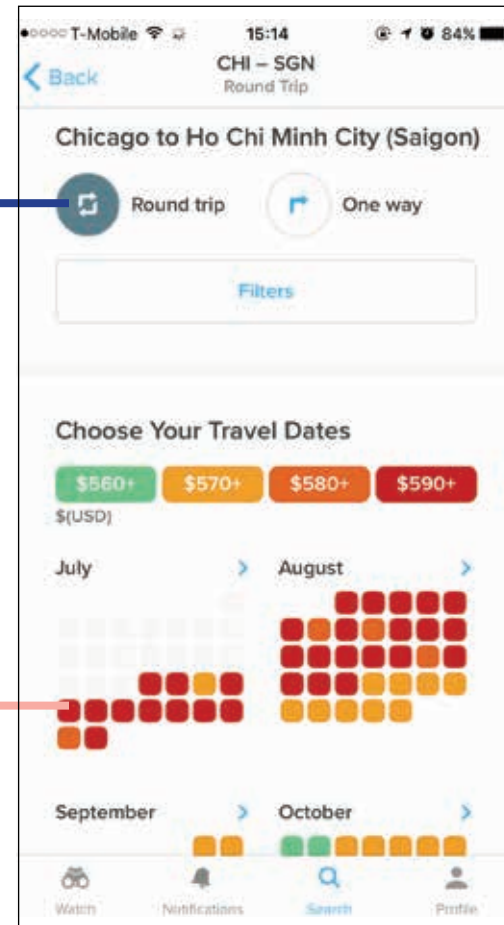 T-Mobile 15:14 84%
Back CHI – SGN
Round Trip
Chicago to Ho Chi Minh City (Saigon)
Round trip One way
Filters
Choose Your Travel Dates
$560+ $570+ $580+ $590+
$(USD)
July > August >
September > October >
Watch Notifications Search Profile